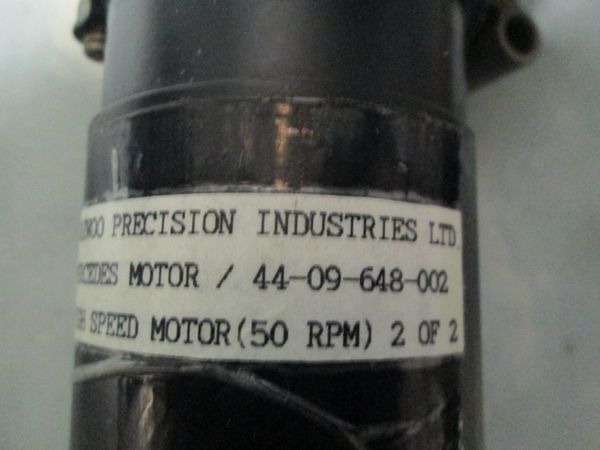 PRECISION INDUSTRIES LTD
MOTOR / 44-09-648-002
SPEED MOTOR(50 RPM) 2 OF 2